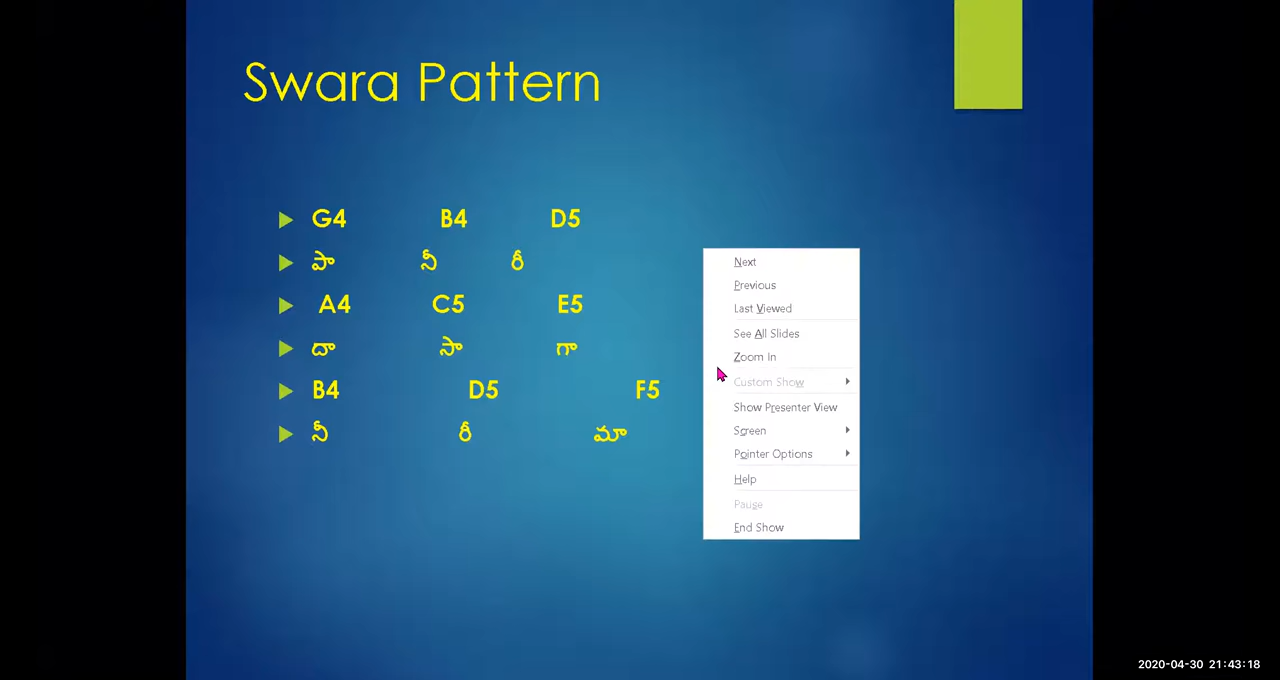 Swara Pattern
G4 B4 D5
పా నీ రీ
A4 C5 E5
దా సా గా
B4 D5 F5
నీ రీ మా
Next
Previous
Last Viewed
See All Slides
Zoom In
Custom Show
Show Presenter View
Screen
Pointer Options
Help
Pause
End Show
2020-04-30 21:43:18